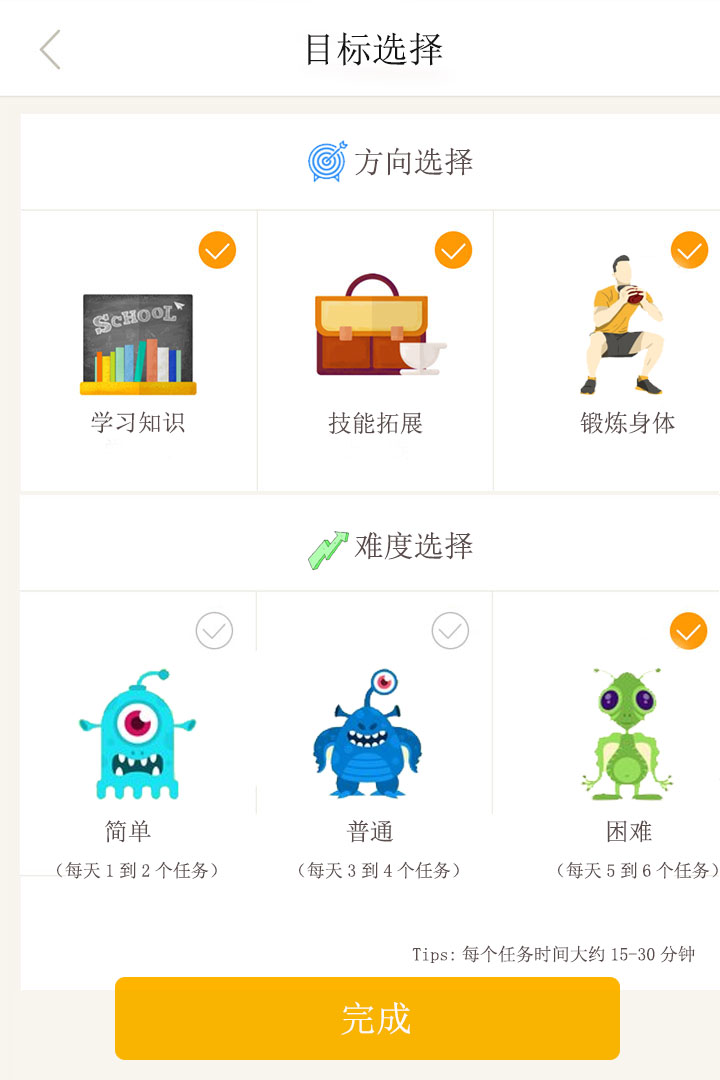 目标选择
方向选择
SCHOOL
学习知识 技能拓展 锻炼身体
难度选择
简单 普通 困难
（每天 1 到 2 个任务） （每天 3 到 4 个任务） （每天 5 到 6 个任务）
Tips: 每个任务时间大约 15-30 分钟
完成